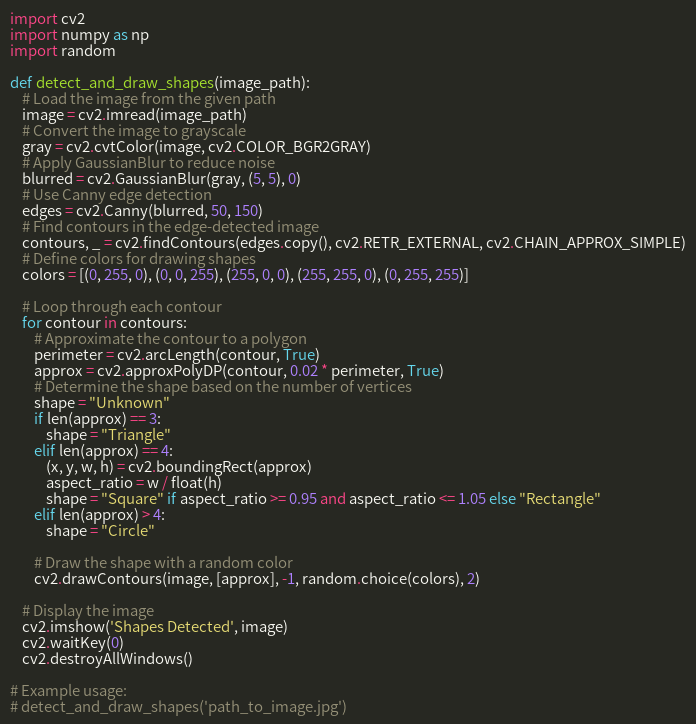 import cv2
import numpy as np
import random

def detect_and_draw_shapes(image_path):
    # Load the image from the given path
    image = cv2.imread(image_path)
    # Convert the image to grayscale
    gray = cv2.cvtColor(image, cv2.COLOR_BGR2GRAY)
    # Apply GaussianBlur to reduce noise
    blurred = cv2.GaussianBlur(gray, (5, 5), 0)
    # Use Canny edge detection
    edges = cv2.Canny(blurred, 50, 150)
    # Find contours in the edge-detected image
    contours, _ = cv2.findContours(edges.copy(), cv2.RETR_EXTERNAL, cv2.CHAIN_APPROX_SIMPLE)
    # Define colors for drawing shapes
    colors = [(0, 255, 0), (0, 0, 255), (255, 0, 0), (255, 255, 0), (0, 255, 255)]

    # Loop through each contour
    for contour in contours:
        # Approximate the contour to a polygon
        perimeter = cv2.arcLength(contour, True)
        approx = cv2.approxPolyDP(contour, 0.02 * perimeter, True)
        # Determine the shape based on the number of vertices
        shape = "Unknown"
        if len(approx) == 3:
            shape = "Triangle"
        elif len(approx) == 4:
            (x, y, w, h) = cv2.boundingRect(approx)
            aspect_ratio = w / float(h)
            shape = "Square" if aspect_ratio >= 0.95 and aspect_ratio <= 1.05 else "Rectangle"
        elif len(approx) > 4:
            shape = "Circle"

        # Draw the shape with a random color
        cv2.drawContours(image, [approx], -1, random.choice(colors), 2)

    # Display the image
    cv2.imshow('Shapes Detected', image)
    cv2.waitKey(0)
    cv2.destroyAllWindows()

# Example usage:
# detect_and_draw_shapes('path_to_image.jpg')